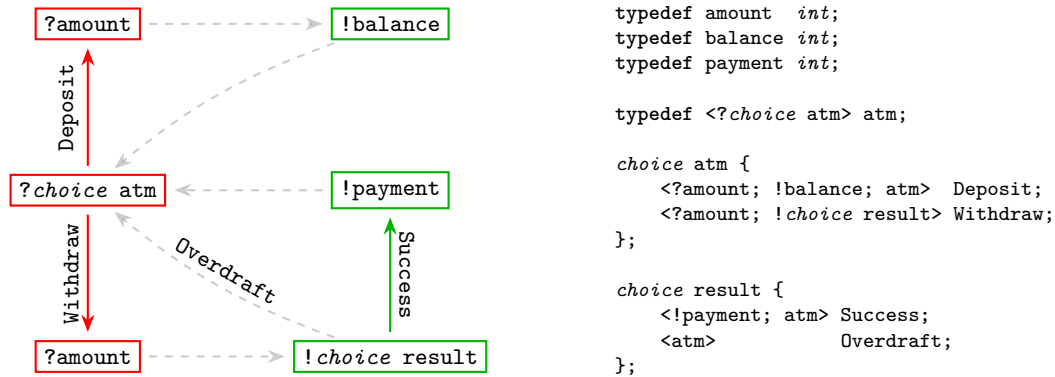 ?amount
!balance
Deposit
?choice atm
!payment
Withdraw
Overdraft
Success
?amount
!choice result
typedef amount  int;
typedef balance int;
typedef payment int;
typedef <?choice atm> atm;
choice atm {
    <?amount; !balance; atm>  Deposit;
    <?amount; !choice result> Withdraw;
};
choice result {
    <!payment; atm> Success;
    <atm>           Overdraft;
};